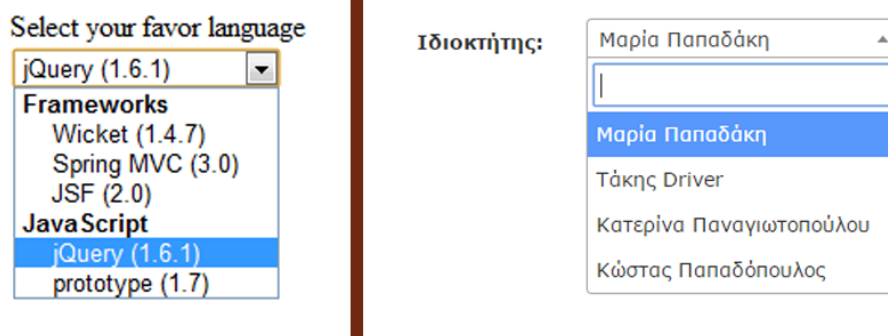 Select your favor language
jQuery (1.6.1)
Frameworks
Wicket (1.4.7)
Spring MVC (3.0)
JSF (2.0)
JavaScript
jQuery (1.6.1)
prototype (1.7)
Ιδιοκτήτης:
Μαρία Παπαδάκη
Μαρία Παπαδάκη
Τάκης Driver
Κατερίνα Παναγιωτοπούλου
Κώστας Παπαδόπουλος